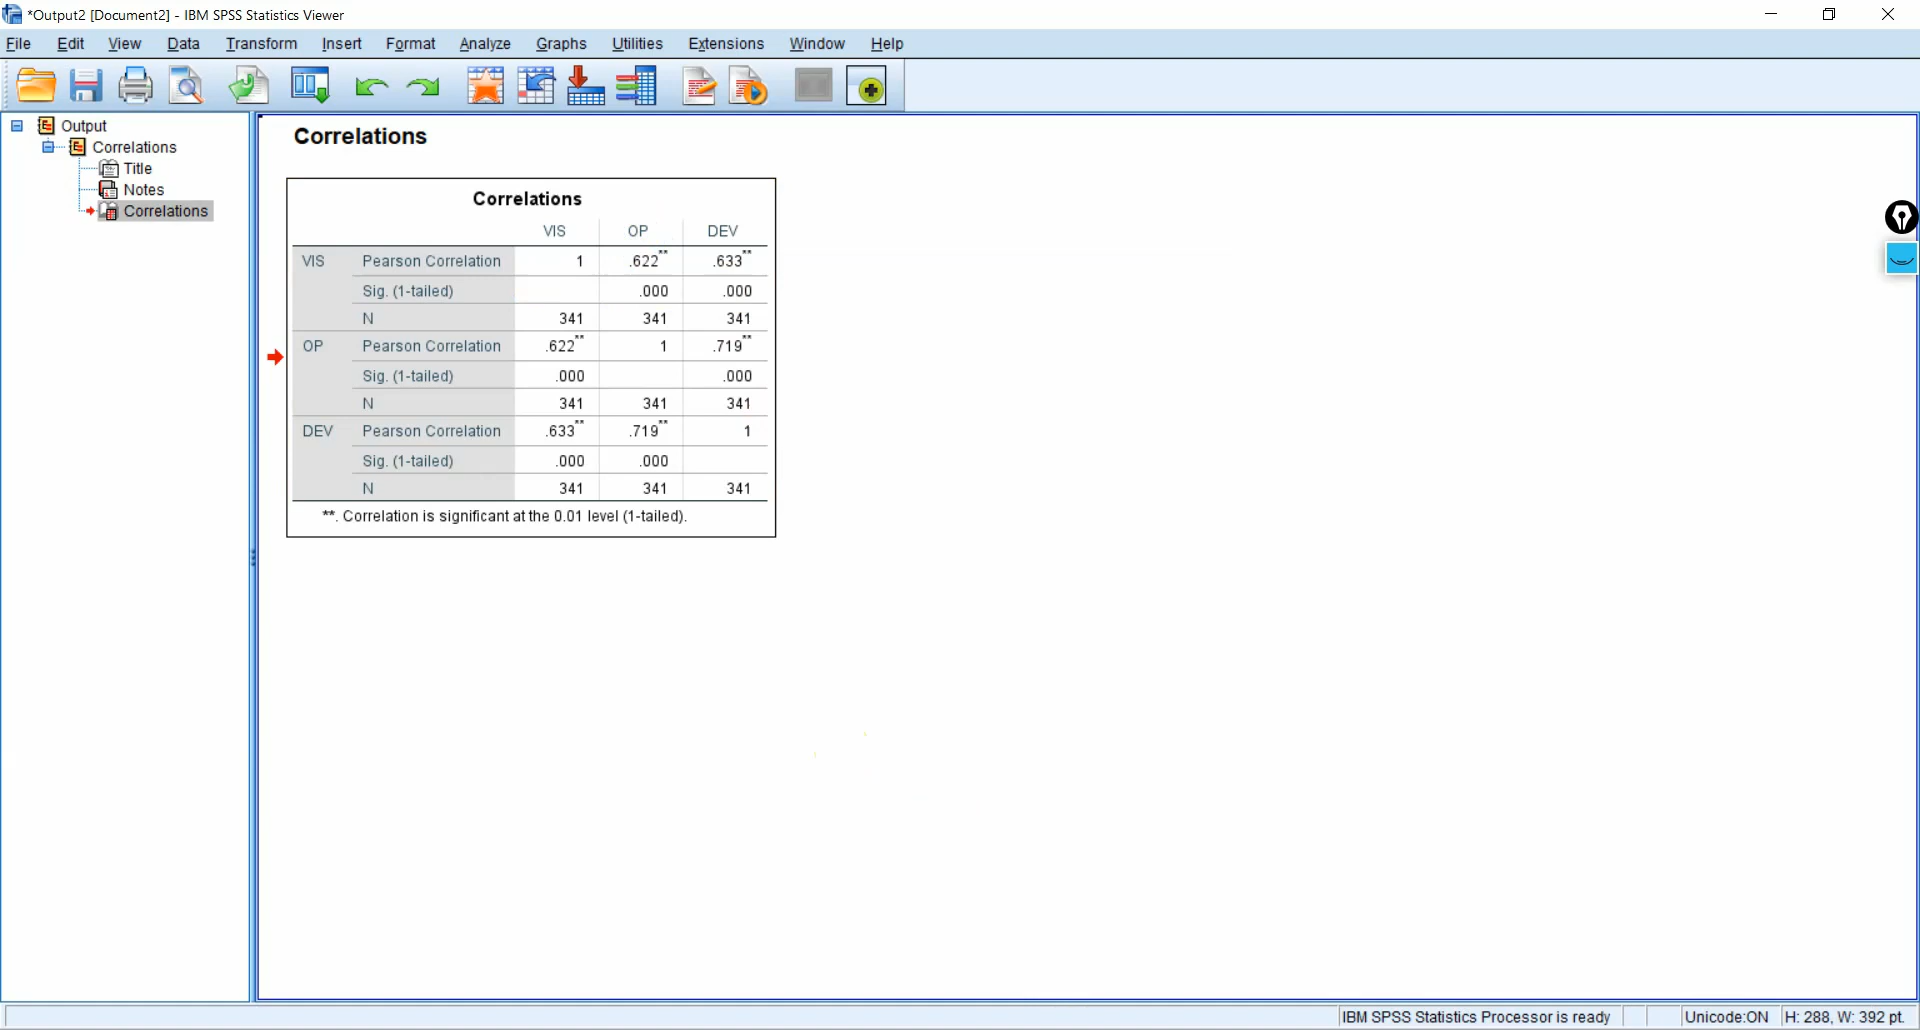 *Output2 [Document2] - IBM SPSS Statistics Viewer
File Edit View Data Transform Insert Format Analyze Graphs Utilities Extensions Window Help
Output
Correlations
Title
Notes
Correlations
Correlations
Correlations
VIS OP DEV
VIS Pearson Correlation 1 .622** .633**
Sig. (1-tailed) .000 .000
N 341 341 341
OP Pearson Correlation .622** 1 .719**
Sig. (1-tailed) .000 .000
N 341 341 341
DEV Pearson Correlation .633** .719** 1
Sig. (1-tailed) .000 .000
N 341 341 341
**. Correlation is significant at the 0.01 level (1-tailed).
IBM SPSS Statistics Processor is ready Unicode:ON H: 288, W: 392 pt.